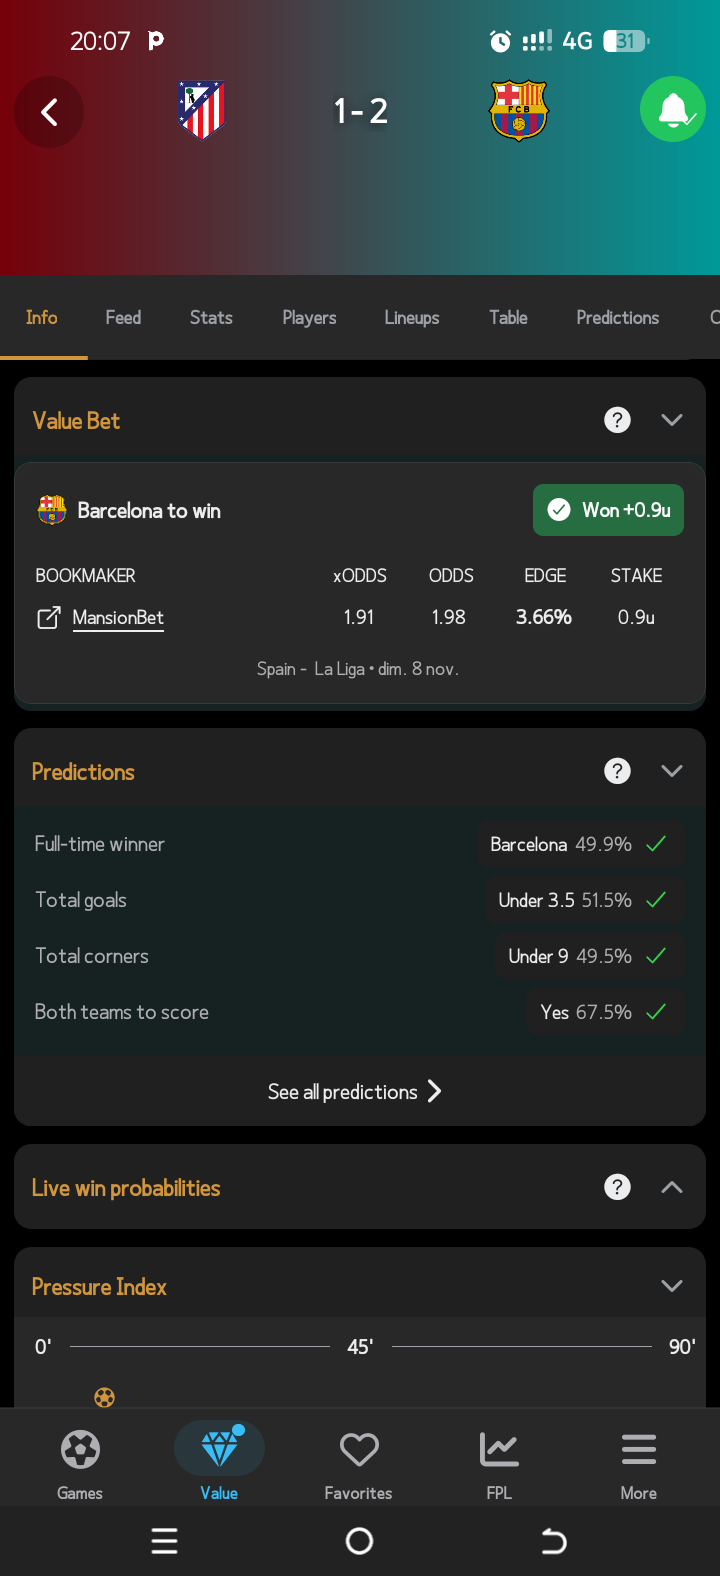 20:07 4G 31
1 - 2
FCB
Info Feed Stats Players Lineups Table Predictions
Value Bet ?
Barcelona to win Won +0.9u
BOOKMAKER xODDS ODDS EDGE STAKE
MansionBet 1.91 1.98 3.66% 0.9u
Spain - La Liga • dim. 8 nov.
Predictions ?
Full-time winner Barcelona 49.9%
Total goals Under 3.5 51.5%
Total corners Under 9 49.5%
Both teams to score Yes 67.5%
See all predictions
Live win probabilities ?
Pressure Index
0' 45' 90'
Games Value Favorites FPL More